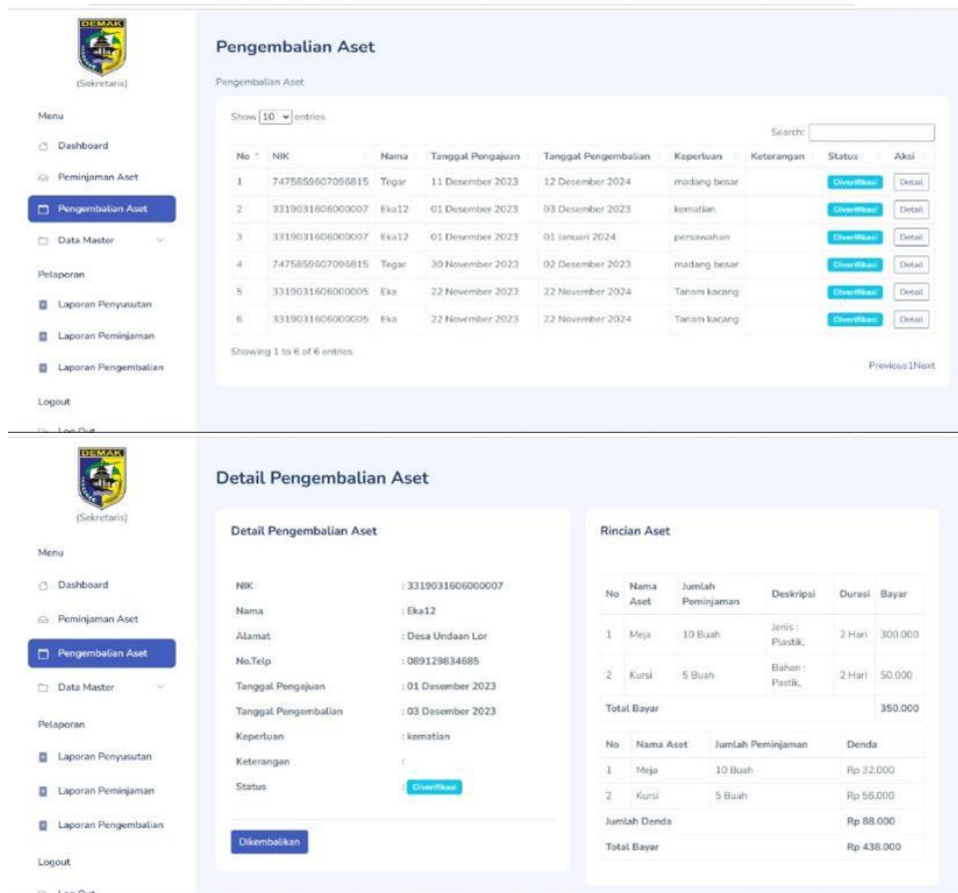 DEMAK
(Sekretaris)
Menu
Dashboard
Peminjaman Aset
Pengembalian Aset
Data Master
Pelaporan
Laporan Penyusutan
Laporan Peminjaman
Laporan Pengembalian
Logout
Log Out
Pengembalian Aset
Pengembalian Aset
Show 10 entries
Search:
No NIK Nama Tanggal Pengajuan Tanggal Pengembalian Keperluan Keterangan Status Aksi
1 7475859607096815 Tegar 11 Desember 2023 12 Desember 2024 madang besar Diverifikasi Detail
2 3319031606000007 Eka12 01 Desember 2023 03 Desember 2023 kematian Diverifikasi Detail
3 3319031606000007 Eka12 01 Desember 2023 01 Januari 2024 persawahan Diverifikasi Detail
4 7475859607096815 Tegar 30 November 2023 02 Desember 2023 madang besar Diverifikasi Detail
5 3319031606000005 Eka 22 November 2023 22 November 2024 Tanam kacang Diverifikasi Detail
6 3319031606000005 Eka 22 November 2023 22 November 2024 Tanam kacang Diverifikasi Detail
Showing 1 to 6 of 6 entries
Previous1Next
DEMAK
(Sekretaris)
Menu
Dashboard
Peminjaman Aset
Pengembalian Aset
Data Master
Pelaporan
Laporan Penyusutan
Laporan Peminjaman
Laporan Pengembalian
Logout
Log Out
Detail Pengembalian Aset
Detail Pengembalian Aset
NIK : 3319031606000007
Nama : Eka12
Alamat : Desa Undaan Lor
No.Telp : 089129834685
Tanggal Pengajuan : 01 Desember 2023
Tanggal Pengembalian : 03 Desember 2023
Keperluan : kematian
Keterangan :
Status : Diverifikasi
Dikembalikan
Rincian Aset
No Nama Aset Jumlah Peminjaman Deskripsi Durasi Bayar
1 Meja 10 Buah Jenis : Plastik, 2 Hari 300.000
2 Kursi 5 Buah Bahan : Pastik, 2 Hari 50.000
Total Bayar 350.000
No Nama Aset Jumlah Peminjaman Denda
1 Meja 10 Buah Rp 32.000
2 Kursi 5 Buah Rp 56.000
Jumlah Denda Rp 88.000
Total Bayar Rp 438.000